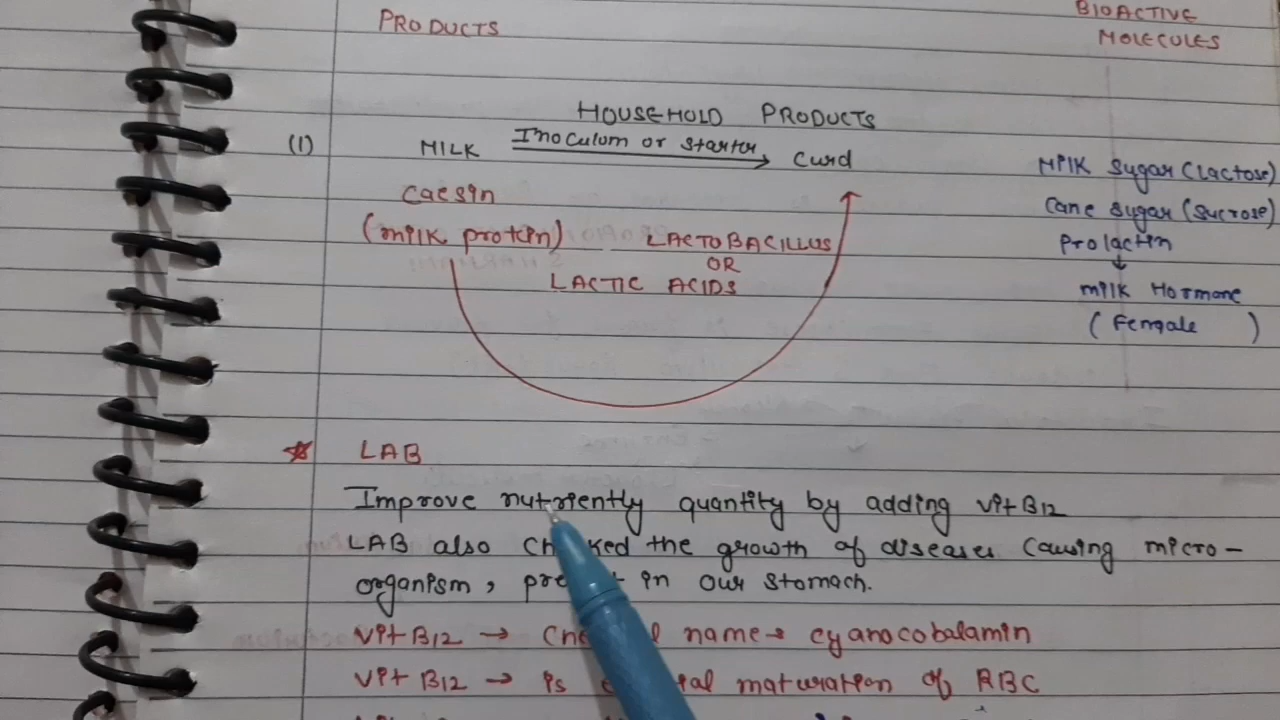 PRODUCTS
BIOACTIVE
MOLECULES
HOUSEHOLD PRODUCTS
(1) MILK Inoculum or starter Curd
Caesin
(milk protein)
LACTOBACILLUS
OR
LACTIC ACIDS
Milk Sugar (Lactose)
Cane Sugar (Sucrose)
Prolactin
milk Hormone
(Female)
LAB
Improve nutriently quantity by adding vit B12
LAB also the growth of diseases causing micro-
organism, in our stomach.
vit B12 → name → cyanocobalamin
vit B12 → is maturation of RBC